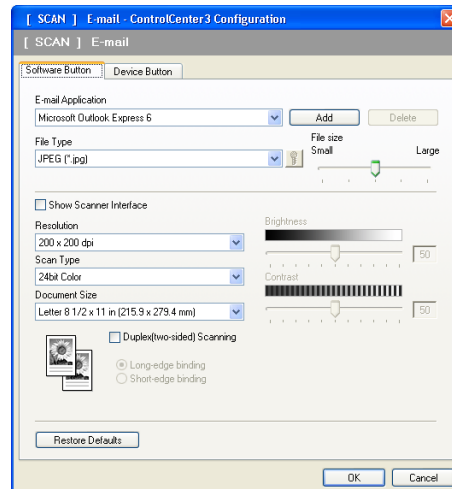 [ SCAN ] E-mail - ControlCenter3 Configuration
[ SCAN ] E-mail
Software Button Device Button
E-mail Application
Microsoft Outlook Express 6 Add Delete
File Type File size
Small Large
JPEG (*.jpg)
Show Scanner Interface
Resolution Brightness
200 x 200 dpi
50
Scan Type
24bit Color Contrast
Document Size
Letter 8 1/2 x 11 in (215.9 x 279.4 mm) 50
Duplex(two-sided) Scanning
Long-edge binding
Short-edge binding
Restore Defaults
OK Cancel